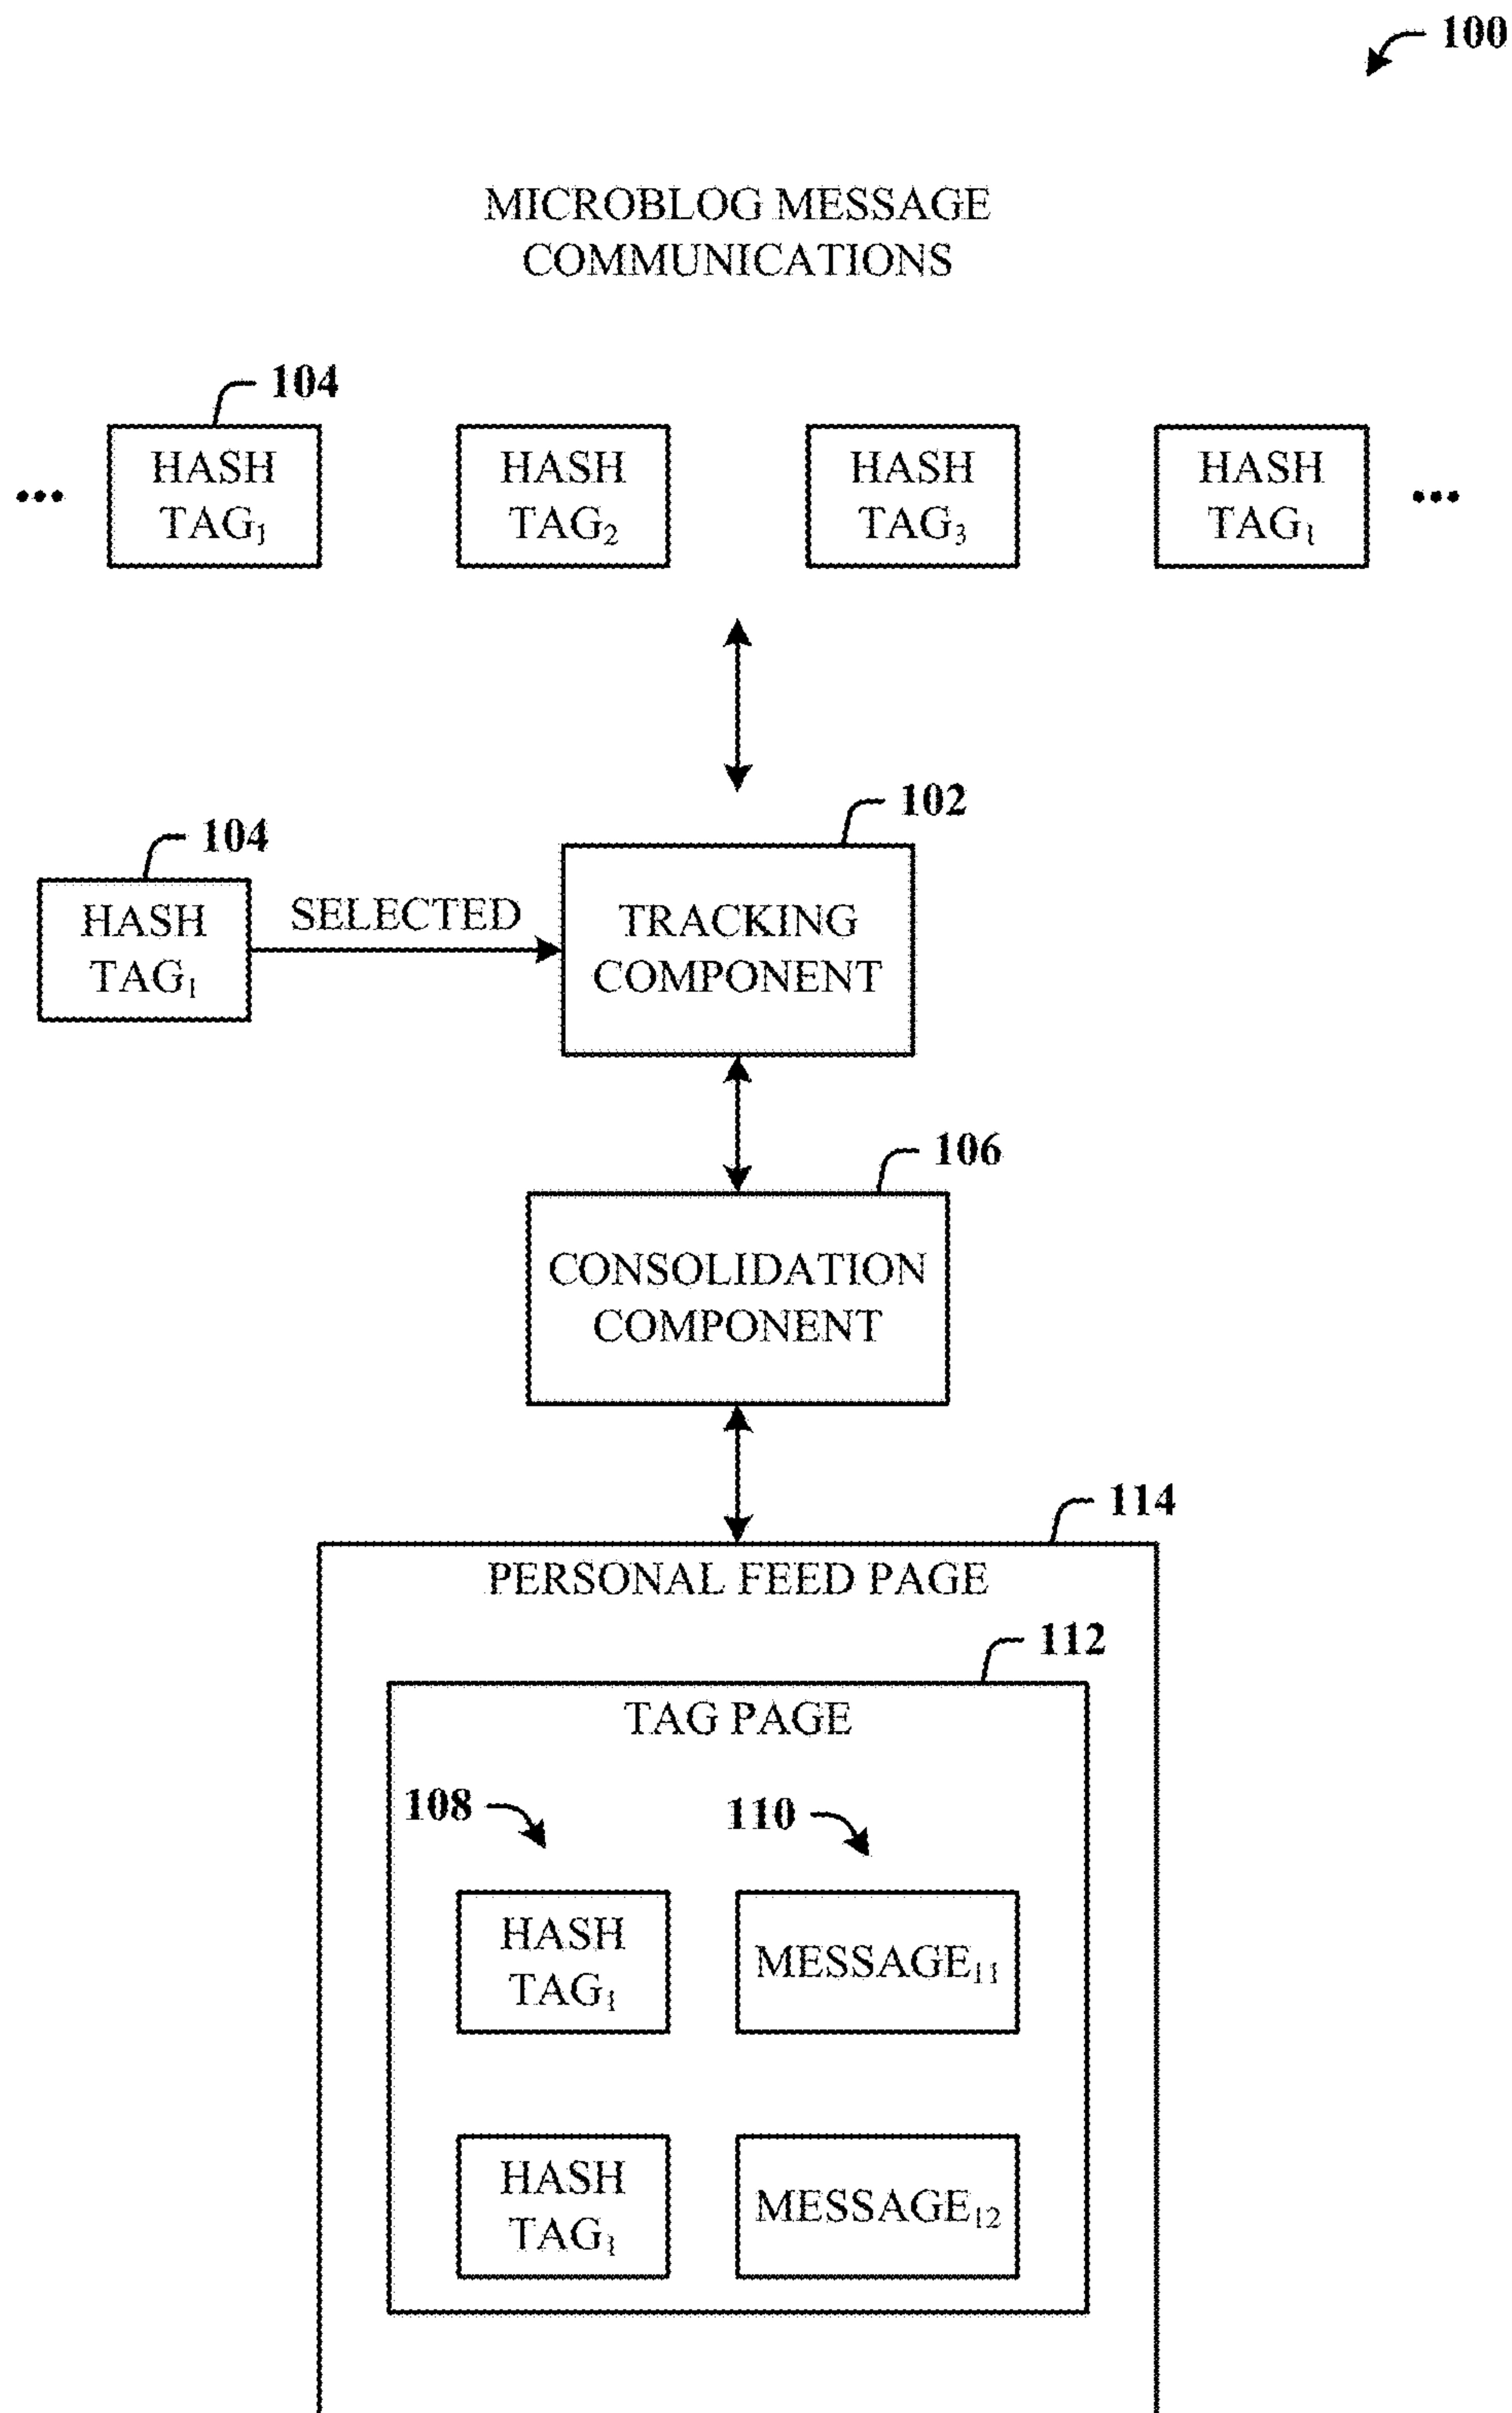 100
MICROBLOG MESSAGE
COMMUNICATIONS
104
HASH
TAG₁
HASH
TAG₂
HASH
TAG₃
HASH
TAG₁
...
...
102
104
HASH
TAG₁
SELECTED
TRACKING
COMPONENT
106
CONSOLIDATION
COMPONENT
114
PERSONAL FEED PAGE
112
TAG PAGE
108
110
HASH
TAG₁
MESSAGE₁₁
HASH
TAG₁
MESSAGE₁₂